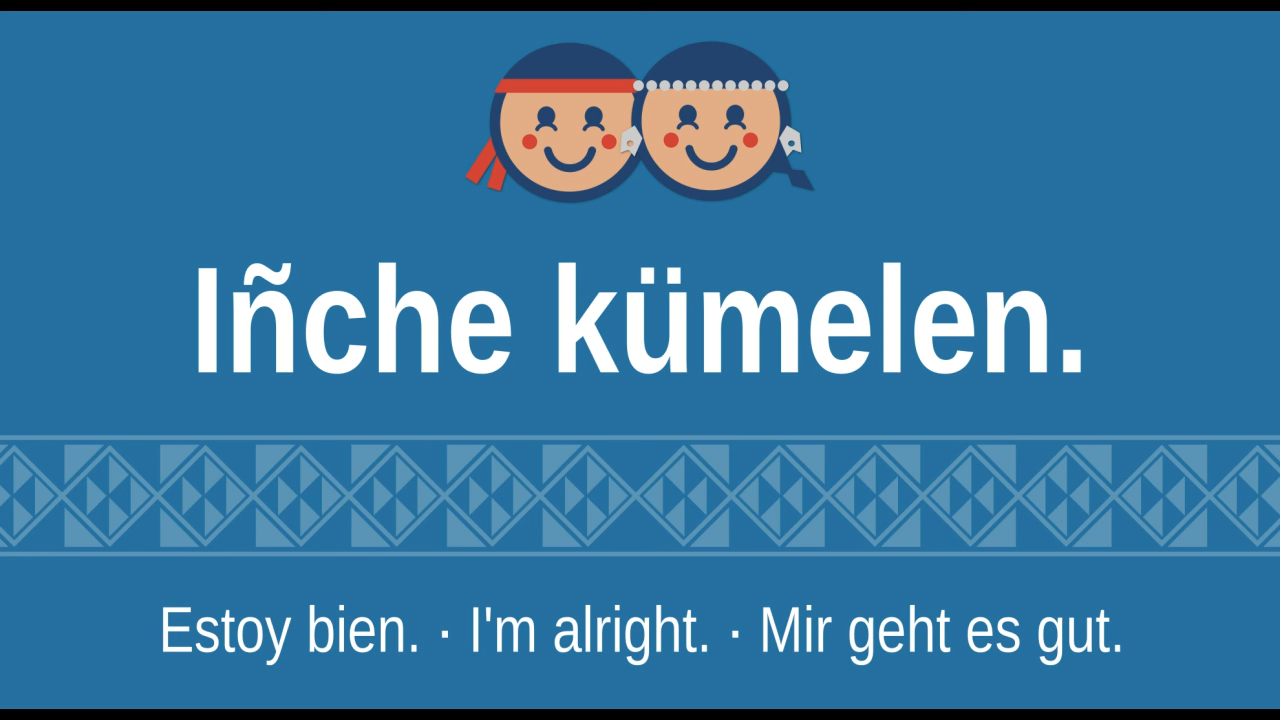 Iñche kümelen.
Estoy bien. · I'm alright. · Mir geht es gut.